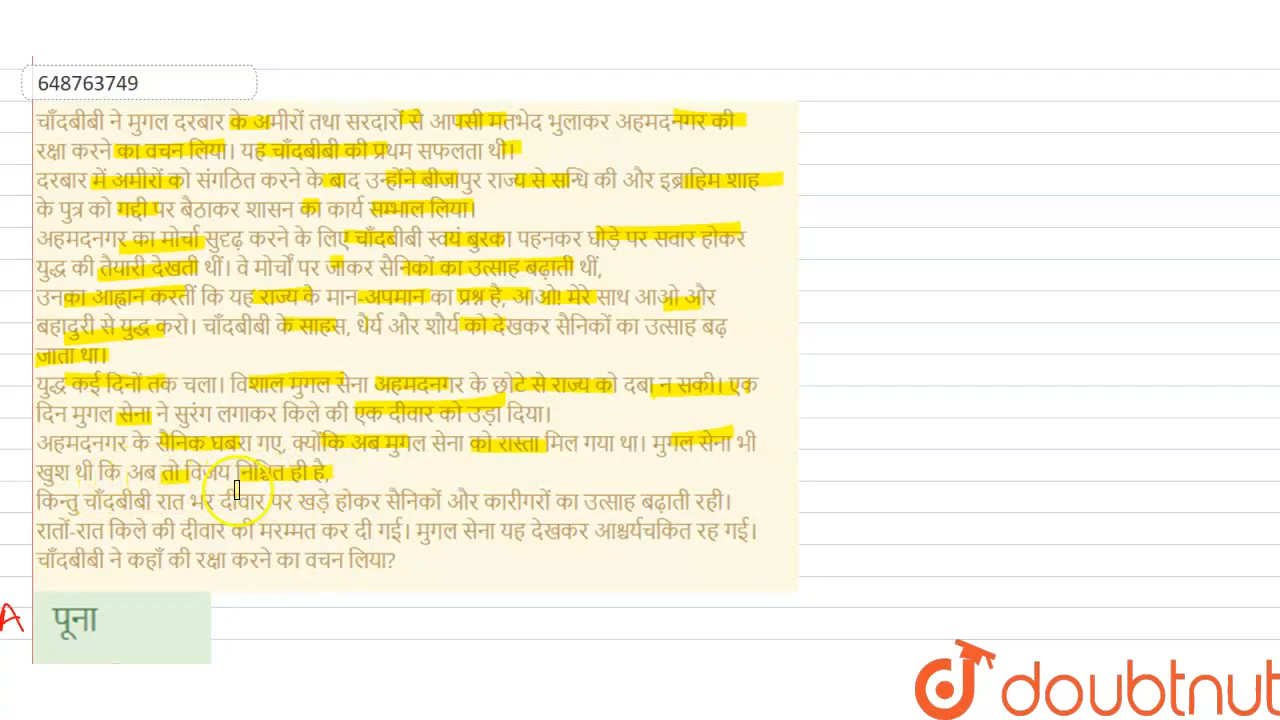 648763749
चाँदबीबी ने मुगल दरबार के अमीरों तथा सरदारों से आपसी मतभेद भुलाकर अहमदनगर की
रक्षा करने का वचन लिया। यह चाँदबीबी की प्रथम सफलता थी।
दरबार में अमीरों को संगठित करने के बाद उन्होंने बीजापुर राज्य से सन्धि की और इब्राहिम शाह
के पुत्र को गद्दी पर बैठाकर शासन का कार्य सम्भाल लिया।
अहमदनगर का मोर्चा सुदृढ़ करने के लिए चाँदबीबी स्वयं बुरका पहनकर घोड़े पर सवार होकर
युद्ध की तैयारी देखती थीं। वे मोर्चों पर जाकर सैनिकों का उत्साह बढ़ाती थीं,
उनका आह्वान करतीं कि यह राज्य के मान-अपमान का प्रश्न है, आओ! मेरे साथ आओ और
बहादुरी से युद्ध करो। चाँदबीबी के साहस, धैर्य और शौर्य को देखकर सैनिकों का उत्साह बढ़
जाता था।
युद्ध कई दिनों तक चला। विशाल मुगल सेना अहमदनगर के छोटे से राज्य को दबा न सकी। एक
दिन मुगल सेना ने सुरंग लगाकर किले की एक दीवार को उड़ा दिया।
अहमदनगर के सैनिक घबरा गए, क्योंकि अब मुगल सेना को रास्ता मिल गया था। मुगल सेना भी
खुश थी कि अब तो विजय निश्चित ही है,
किन्तु चाँदबीबी रात भर दीवार पर खड़े होकर सैनिकों और कारीगरों का उत्साह बढ़ाती रही।
रातों-रात किले की दीवार की मरम्मत कर दी गई। मुगल सेना यह देखकर आश्चर्यचकित रह गई।
चाँदबीबी ने कहाँ की रक्षा करने का वचन लिया?
A पूना
doubtnut